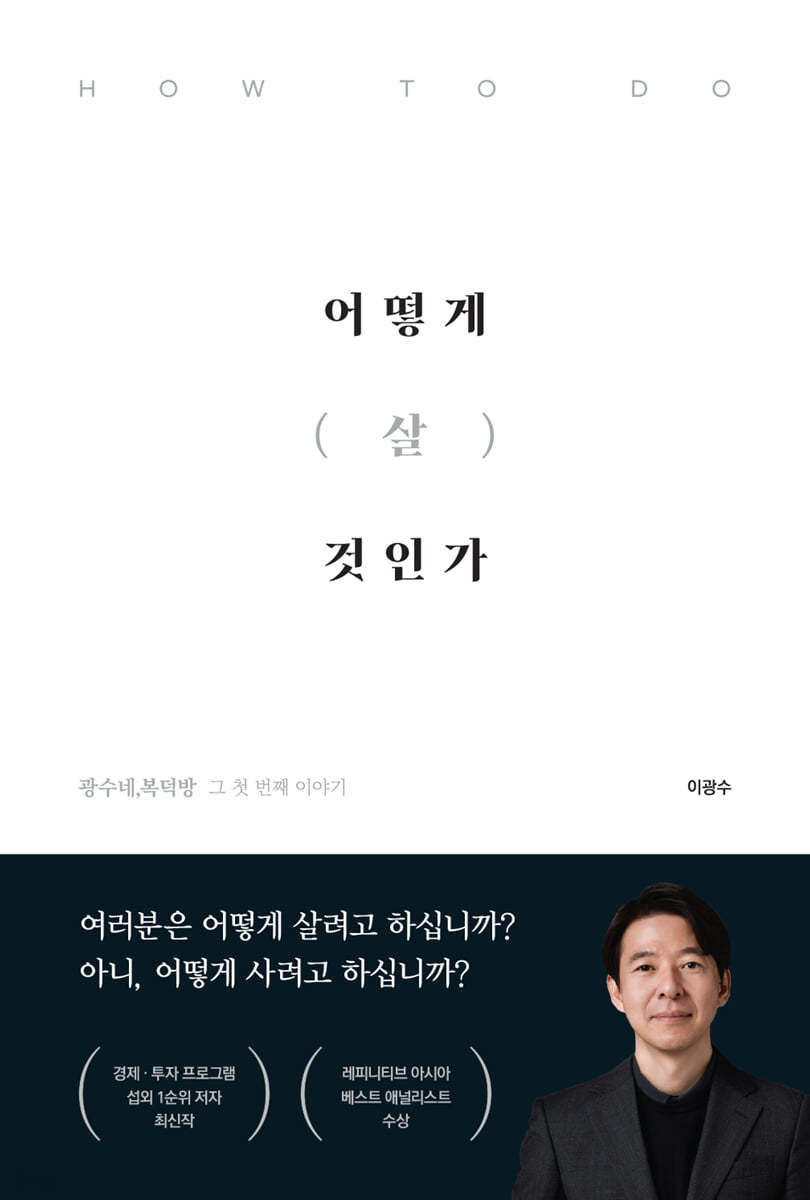 HOW TO DO
어떻게
( 살 )
것인가
광수네,복덕방 그 첫 번째 이야기
이광수
여러분은 어떻게 살려고 하십니까?
아니, 어떻게 사려고 하십니까?
경제 · 투자 프로그램
섭외 1순위 저자
최신작
레피니티브 아시아
베스트 애널리스트
수상